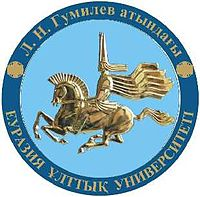 Л. Н. Гумилев атындағы
ЕУРАЗИЯ ҰЛТТЫҚ УНИВЕРСИТЕТІ